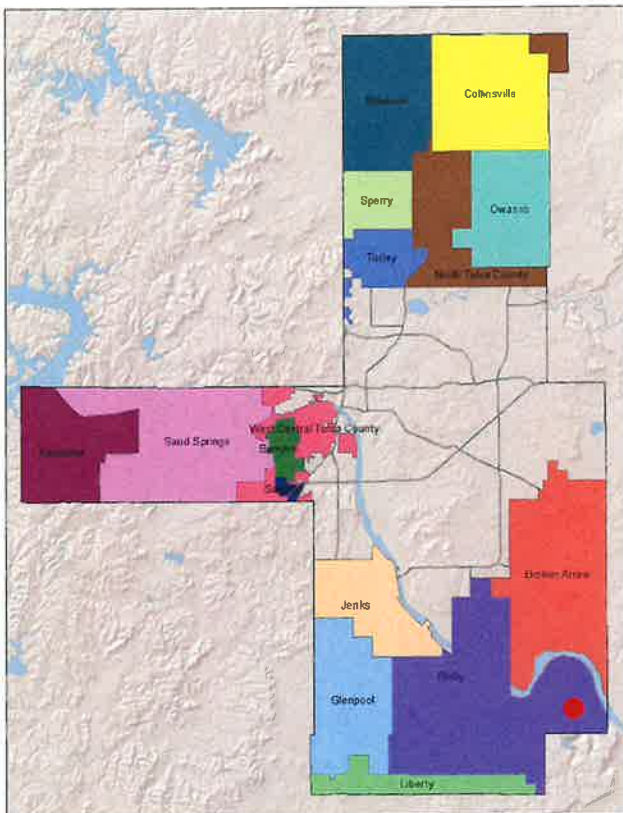 Collinsville
Skiatook
Sperry
Owasso
Turley
North Tulsa County
West Central Tulsa County
Sand Springs
Keystone
Broken Arrow
Jenks
Bixby
Glenpool
Liberty